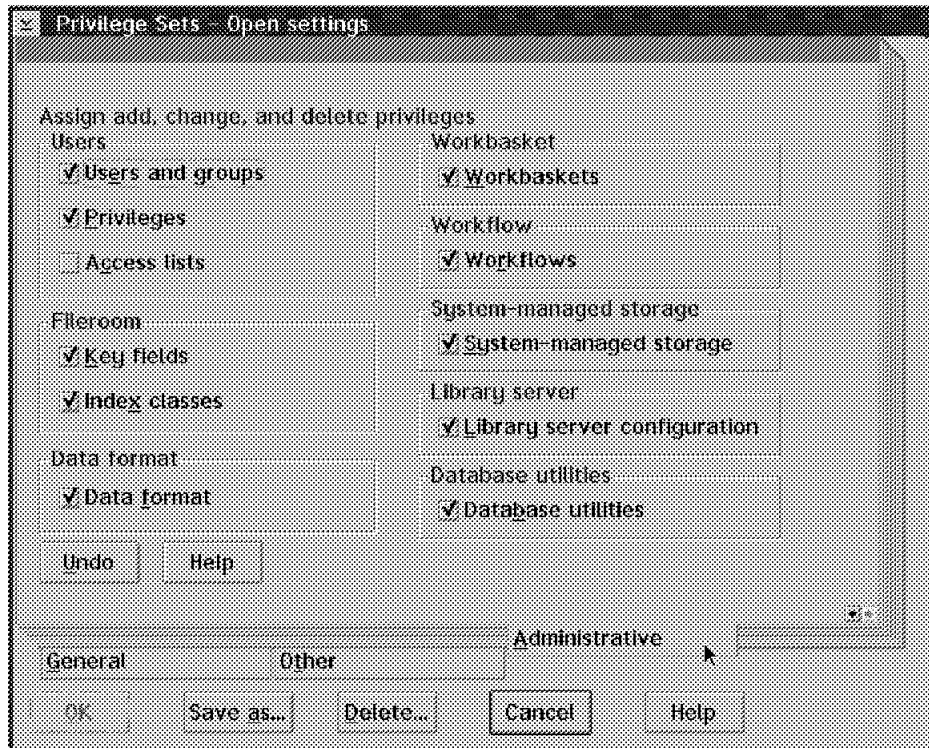 Privilege Sets - Open settings
Assign add, change, and delete privileges
Users
Users and groups
Privileges
Access lists
Fileroom
Key fields
Index classes
Data format
Data format
Undo Help
Workbasket
Workbaskets
Workflow
Workflows
System-managed storage
System-managed storage
Library server
Library server configuration
Database utilities
Database utilities
Administrative
General Other
OK Save as... Delete... Cancel Help